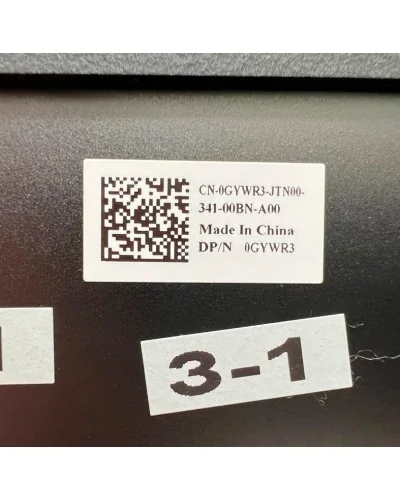 CN-0GYWR3-JTN00-
341-00BN-A00
Made In China
DP/N 0GYWR3
3-1